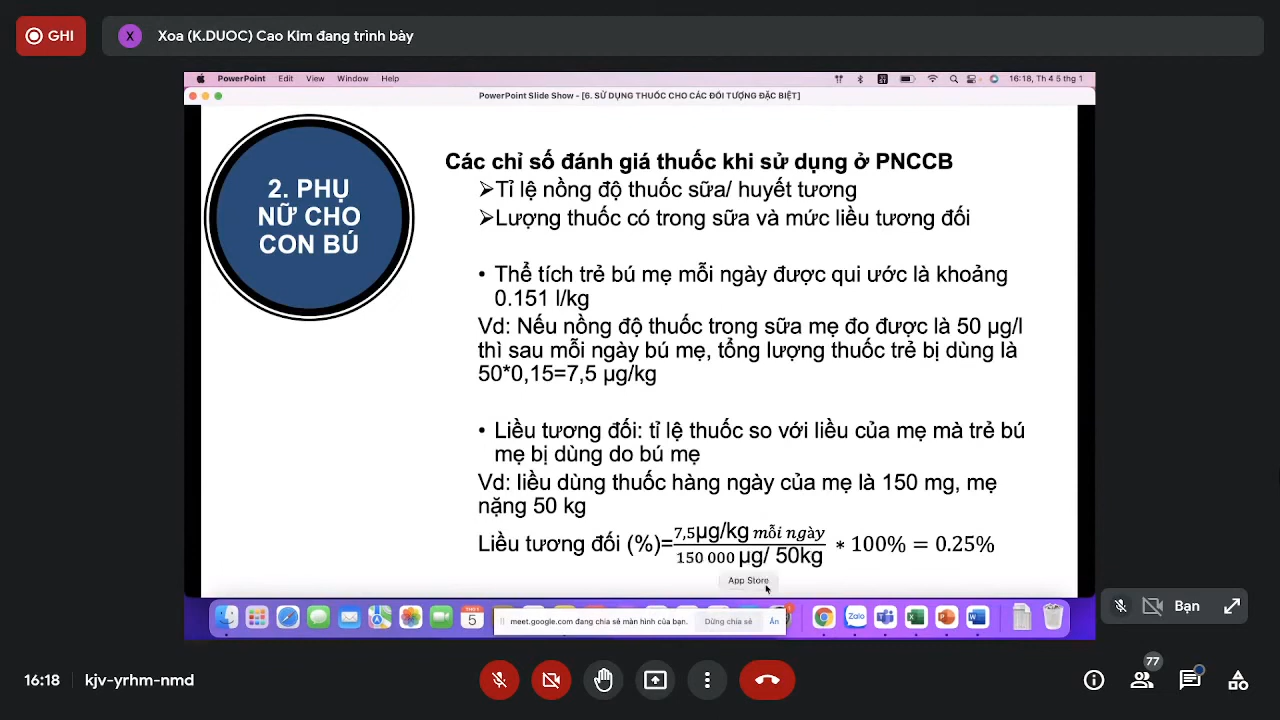 GHI
X
Xoa (K.DUOC) Cao Kim đang trình bày
PowerPoint Edit View Window Help
16:18, Th 4 5 thg 1
PowerPoint Slide Show - [6. SỬ DỤNG THUỐC CHO CÁC ĐỐI TƯỢNG ĐẶC BIỆT]
2. PHỤ
NỮ CHO
CON BÚ
Các chỉ số đánh giá thuốc khi sử dụng ở PNCCB
➢Tỉ lệ nồng độ thuốc sữa/ huyết tương
➢Lượng thuốc có trong sữa và mức liều tương đối
• Thể tích trẻ bú mẹ mỗi ngày được qui ước là khoảng
0.151 l/kg
Vd: Nếu nồng độ thuốc trong sữa mẹ đo được là 50 µg/l
thì sau mỗi ngày bú mẹ, tổng lượng thuốc trẻ bị dùng là
50*0,15=7,5 µg/kg
• Liều tương đối: tỉ lệ thuốc so với liều của mẹ mà trẻ bú
mẹ bị dùng do bú mẹ
Vd: liều dùng thuốc hàng ngày của mẹ là 150 mg, mẹ
nặng 50 kg
7,5µg/kg mỗi ngày
Liều tương đối (%)= ∗ 100% = 0.25%
150 000 µg/ 50kg
App Store
5
meet.google.com đang chia sẻ màn hình của bạn.
Dừng chia sẻ
Ẩn
Zalo
Bạn
16:18
kjv-yrhm-nmd
77